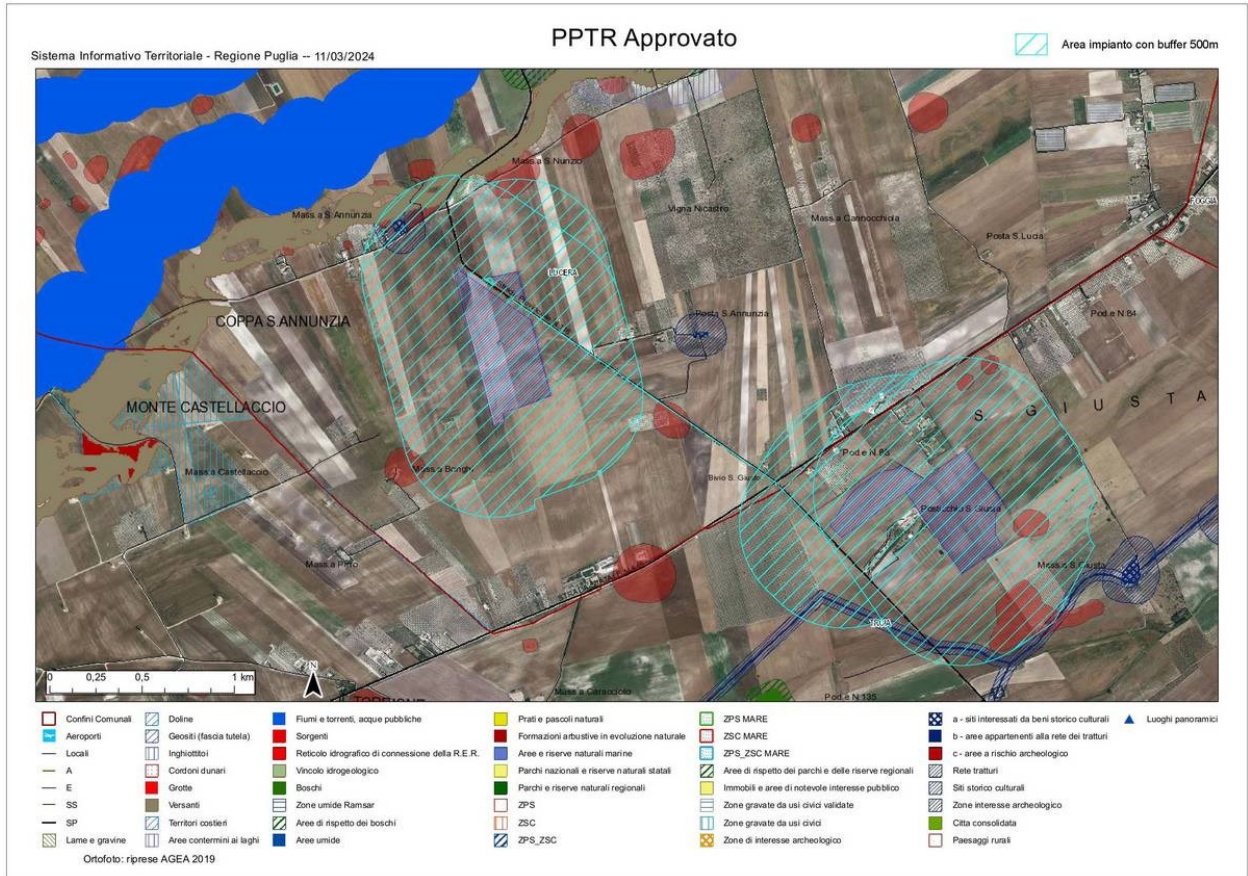 PPTR Approvato
Sistema Informativo Territoriale - Regione Puglia -- 11/03/2024
Area impianto con buffer 500m
Mass.a S.Nunzio
Mass.a S.Annunzia
Vigna Nicastro
Mass.a Cannocchiola
FOGGIA
Posta S.Lucia
LUCERA
COPPA S.ANNUNZIA
Posta S.Annunzia
Pod.e N.84
MONTE CASTELLACCIO
S. GIUSTA
Mass.a Castellaccio
Mass.a Bonghi
Pod.e N.83
Bivio S. Giusta
Posticchio S.Giusta
Mass.a Pirro
Mass.a S.Giusta
TROIA
0 0,25 0,5 1 km
N
Mass.a Caracciolo
Pod.e N.135
TORRIONE
Confini Comunali
Aeroporti
Locali
A
E
SS
SP
Lame e gravine
Doline
Geositi (fascia tutela)
Inghiottitoi
Cordoni dunari
Grotte
Versanti
Territori costieri
Aree contermini ai laghi
Fiumi e torrenti, acque pubbliche
Sorgenti
Reticolo idrografico di connessione della R.E.R.
Vincolo idrogeologico
Boschi
Zone umide Ramsar
Aree di rispetto dei boschi
Aree umide
Prati e pascoli naturali
Formazioni arbustive in evoluzione naturale
Aree e riserve naturali marine
Parchi nazionali e riserve naturali statali
Parchi e riserve naturali regionali
ZPS
ZSC
ZPS_ZSC
ZPS MARE
ZSC MARE
ZPS_ZSC MARE
Aree di rispetto dei parchi e delle riserve regionali
Immobili e aree di notevole interesse pubblico
Zone gravate da usi civici validate
Zone gravate da usi civici
Zone di interesse archeologico
a - siti interessati da beni storico culturali
b - aree appartenenti alla rete dei tratturi
c - aree a rischio archeologico
Rete tratturi
Siti storico culturali
Zone interesse archeologico
Citta consolidata
Paesaggi rurali
Luoghi panoramici
Ortofoto: riprese AGEA 2019